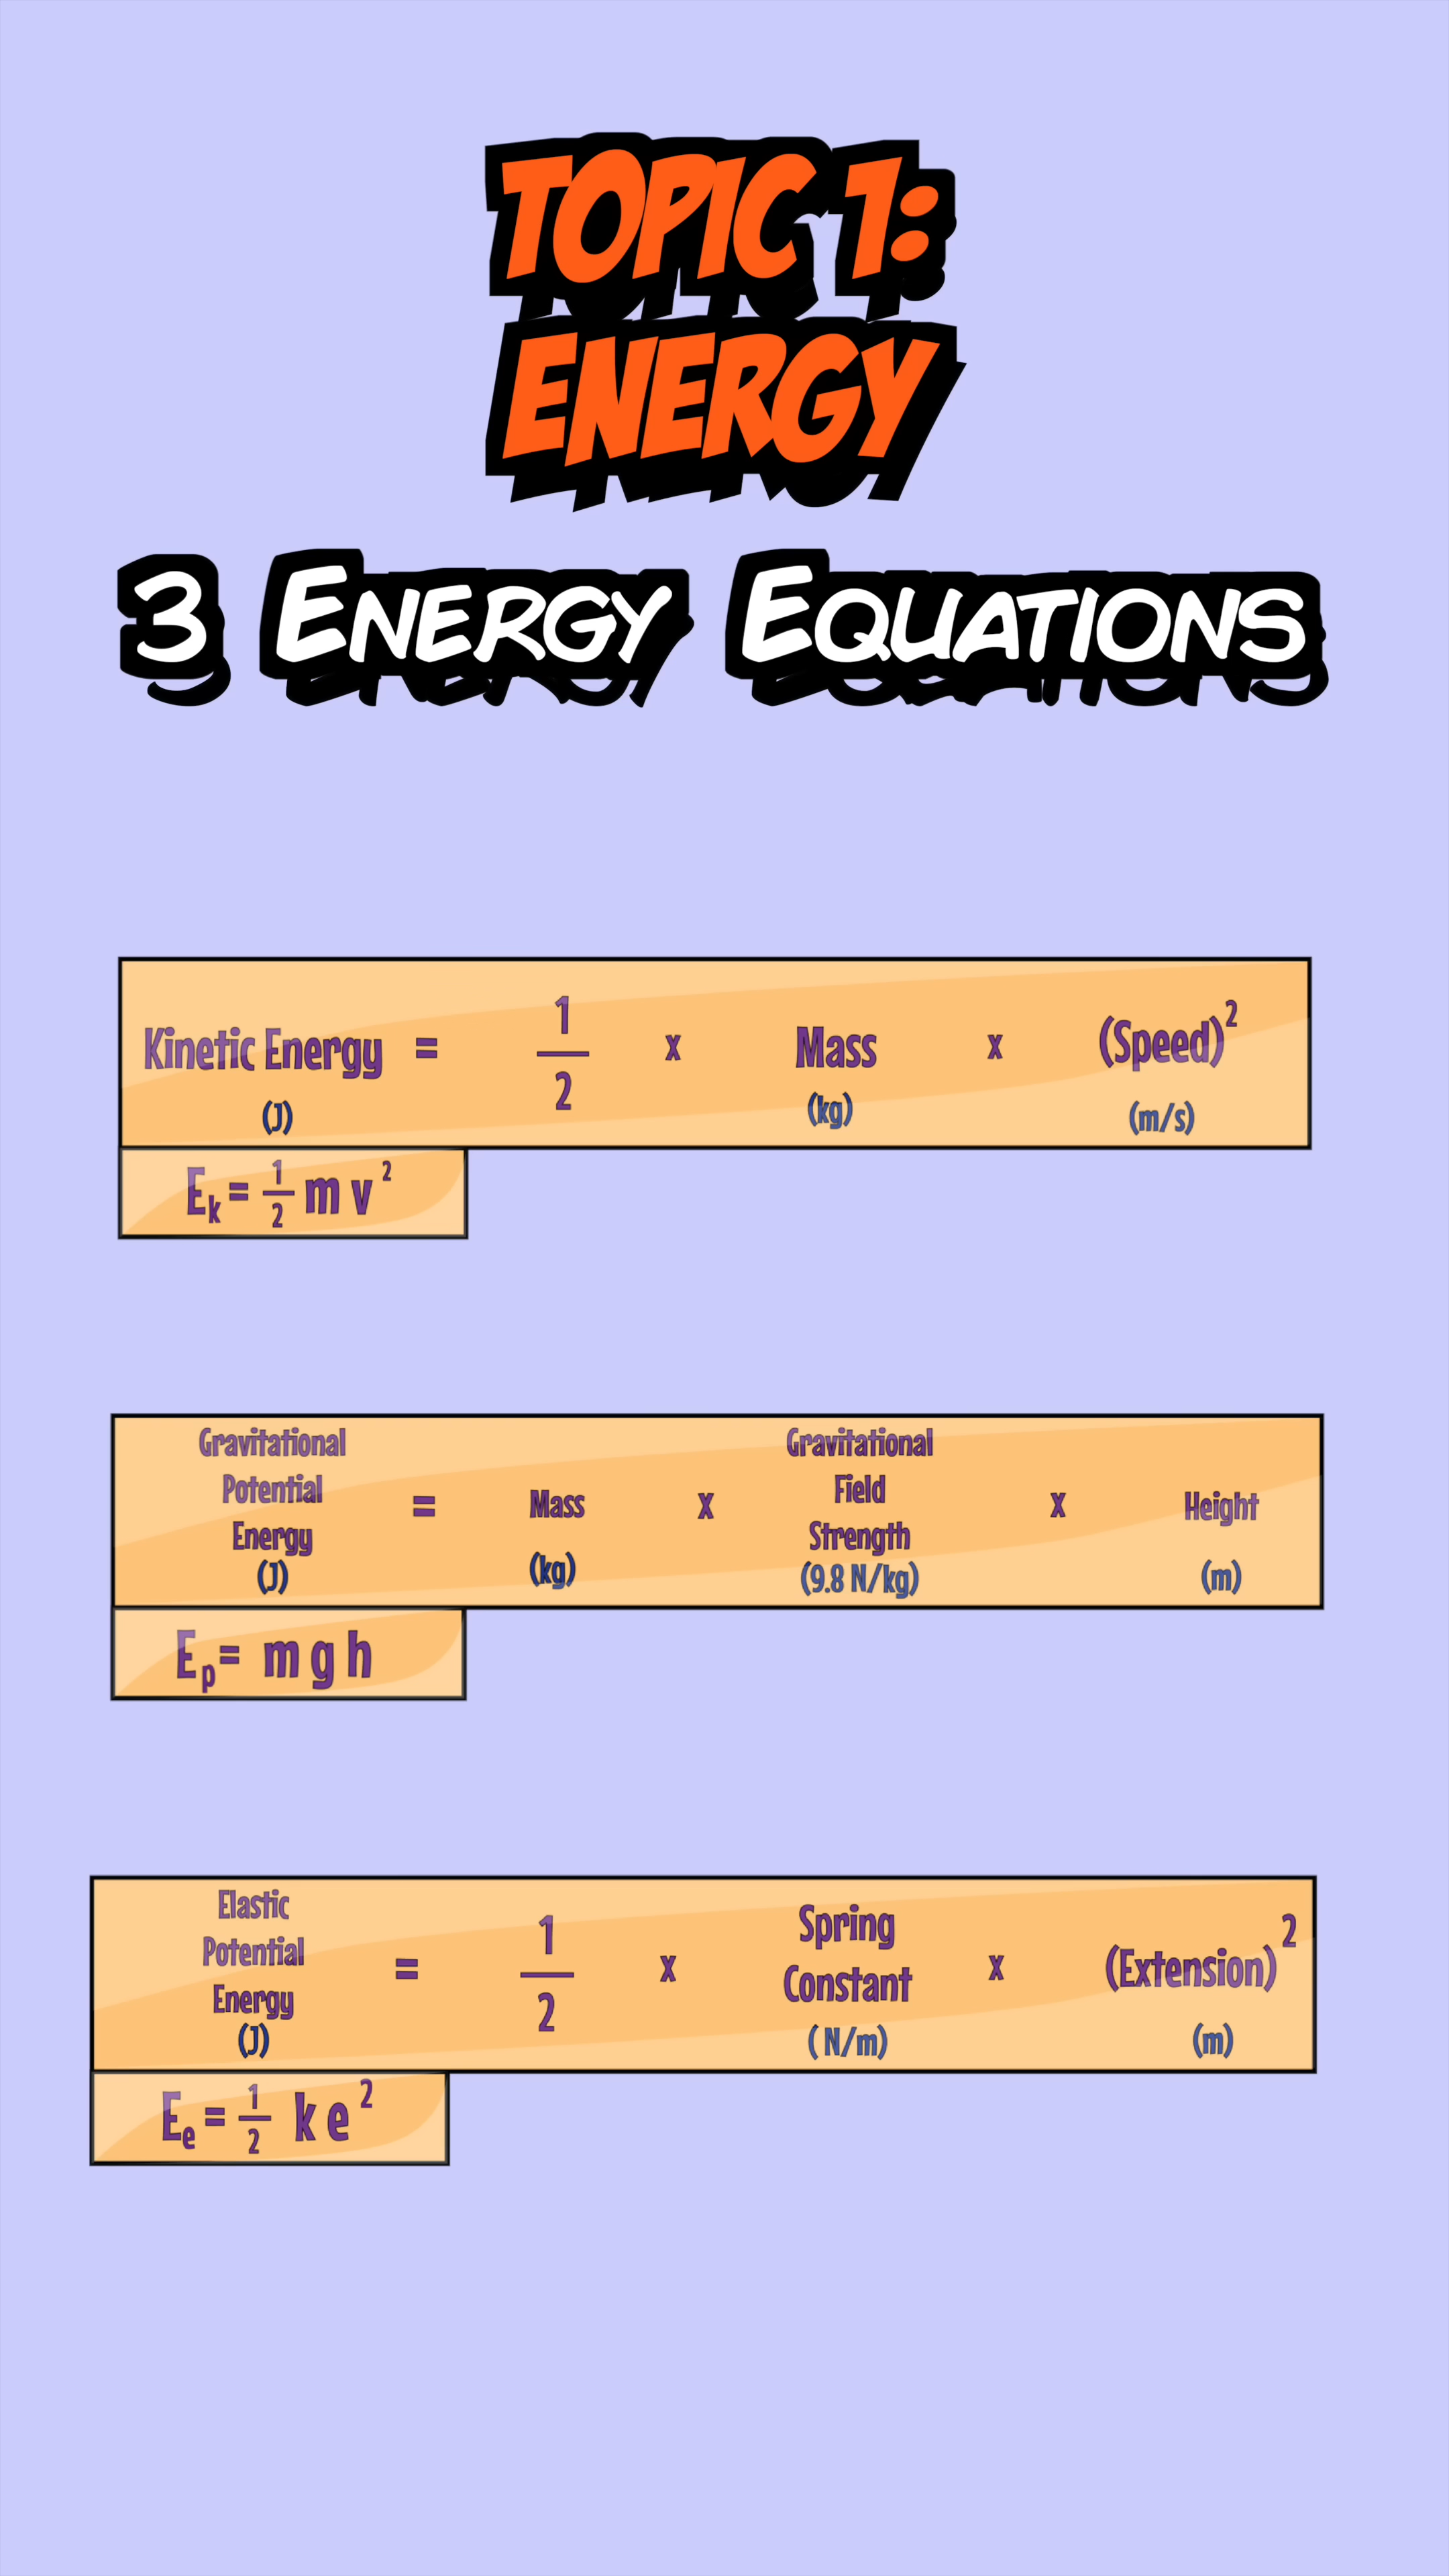 TOPIC 1:
ENERGY
3 ENERGY EQUATIONS
Kinetic Energy = 1/2 x Mass x (Speed)²
(J) (kg) (m/s)
Eₖ = 1/2 m v²
Gravitational Potential Energy = Mass x Gravitational Field Strength x Height
(J) (kg) (9.8 N/kg) (m)
Eₚ = m g h
Elastic Potential Energy = 1/2 x Spring Constant x (Extension)²
(J) ( N/m) (m)
Eₑ = 1/2 k e²